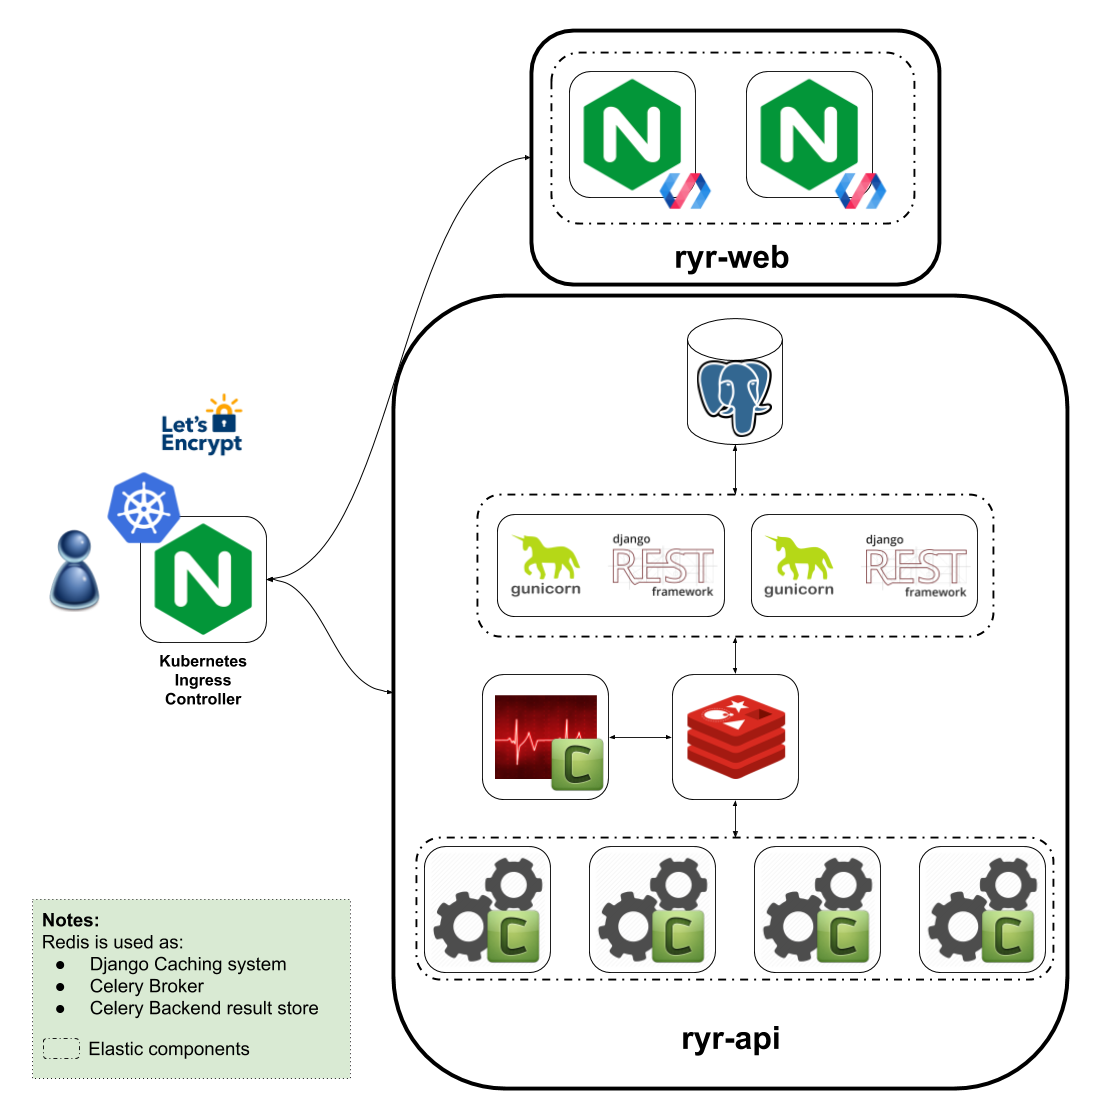 ryr-web
Let's
Encrypt
Kubernetes
Ingress
Controller
gunicorn
django
REST
framework
gunicorn
django
REST
framework
C
C
C
C
C
ryr-api
Notes:
Redis is used as:
● Django Caching system
● Celery Broker
● Celery Backend result store
Elastic components